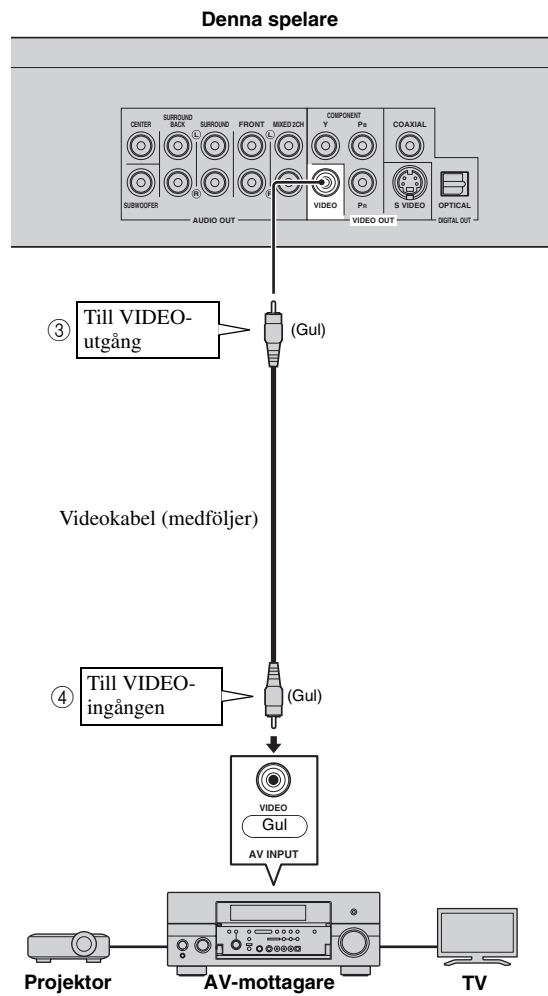 Denna spelare
CENTER
SURROUND
BACK
SURROUND
FRONT
MIXED 2CH
COMPONENT
Y
PB
COAXIAL
L
L
R
R
SUBWOOFER
VIDEO
PR
S VIDEO
OPTICAL
AUDIO OUT
VIDEO OUT
DIGITAL OUT
③
Till VIDEO-
utgång
(Gul)
Videokabel (medföljer)
④
Till VIDEO-
ingången
(Gul)
VIDEO
Gul
AV INPUT
Projektor
AV-mottagare
TV